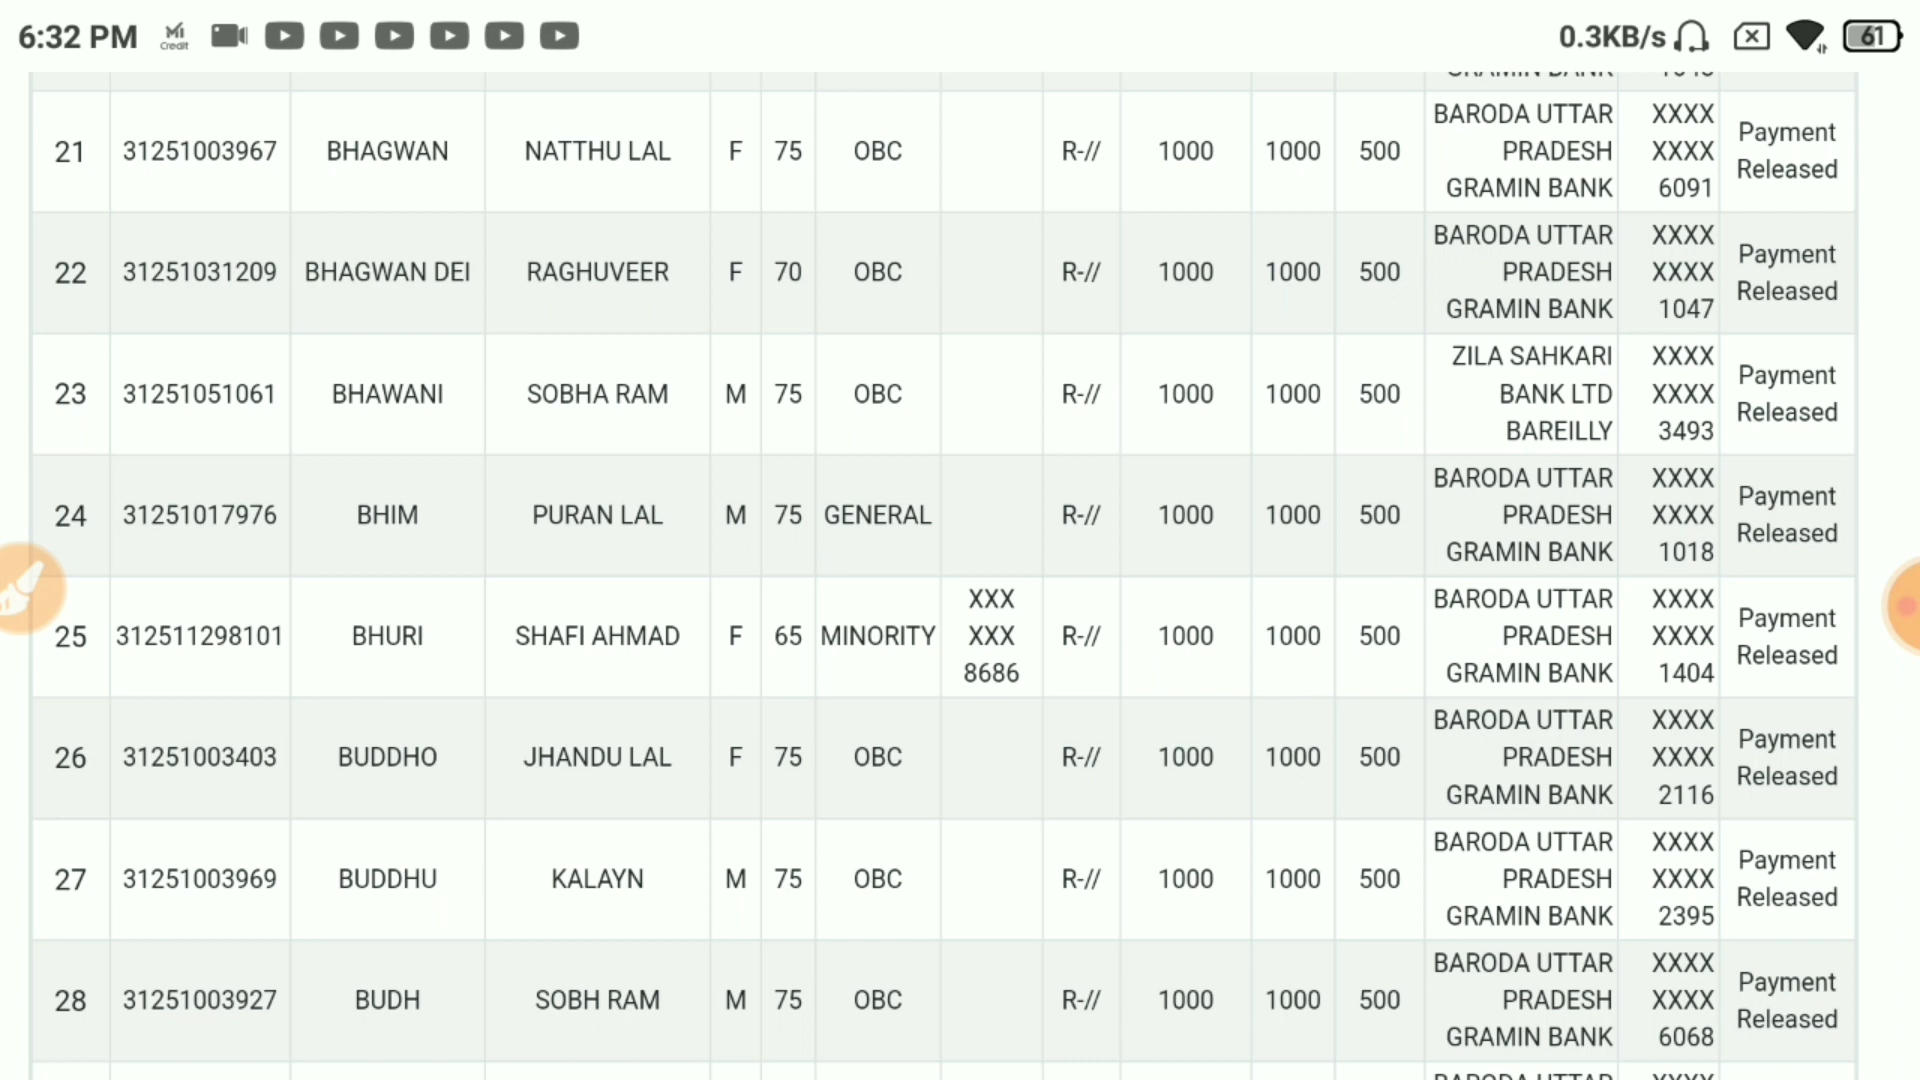 6:32 PM Mi Credit 0.3KB/s 61
21 31251003967 BHAGWAN NATTHU LAL F 75 OBC R-// 1000 1000 500 BARODA UTTAR PRADESH GRAMIN BANK XXXX XXXX 6091 Payment Released
22 31251031209 BHAGWAN DEI RAGHUVEER F 70 OBC R-// 1000 1000 500 BARODA UTTAR PRADESH GRAMIN BANK XXXX XXXX 1047 Payment Released
23 31251051061 BHAWANI SOBHA RAM M 75 OBC R-// 1000 1000 500 ZILA SAHKARI BANK LTD BAREILLY XXXX XXXX 3493 Payment Released
24 31251017976 BHIM PURAN LAL M 75 GENERAL R-// 1000 1000 500 BARODA UTTAR PRADESH GRAMIN BANK XXXX XXXX 1018 Payment Released
25 312511298101 BHURI SHAFI AHMAD F 65 MINORITY XXX XXX 8686 R-// 1000 1000 500 BARODA UTTAR PRADESH GRAMIN BANK XXXX XXXX 1404 Payment Released
26 31251003403 BUDDHO JHANDU LAL F 75 OBC R-// 1000 1000 500 BARODA UTTAR PRADESH GRAMIN BANK XXXX XXXX 2116 Payment Released
27 31251003969 BUDDHU KALAYN M 75 OBC R-// 1000 1000 500 BARODA UTTAR PRADESH GRAMIN BANK XXXX XXXX 2395 Payment Released
28 31251003927 BUDH SOBH RAM M 75 OBC R-// 1000 1000 500 BARODA UTTAR PRADESH GRAMIN BANK XXXX XXXX 6068 Payment Released